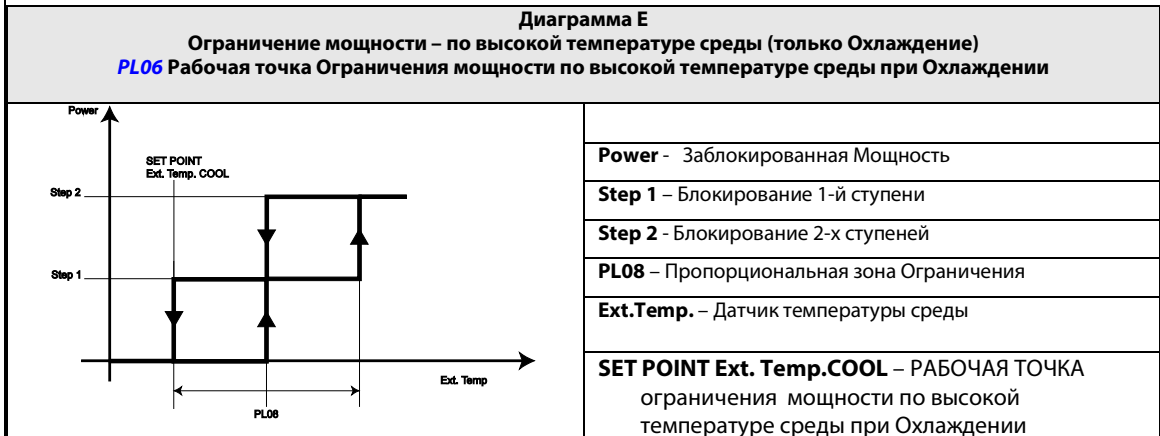 Диаграмма E
Ограничение мощности – по высокой температуре среды (только Охлаждение)
PL06 Рабочая точка Ограничения мощности по высокой температуре среды при Охлаждении
Power
SET POINT
Ext. Temp. COOL
Step 2
Step 1
Ext. Temp
PL08
Power - Заблокированная Мощность
Step 1 – Блокирование 1-й ступени
Step 2 - Блокирование 2-х ступеней
PL08 – Пропорциональная зона Ограничения
Ext.Temp. – Датчик температуры среды
SET POINT Ext. Temp.COOL – РАБОЧАЯ ТОЧКА
ограничения мощности по высокой
температуре среды при Охлаждении